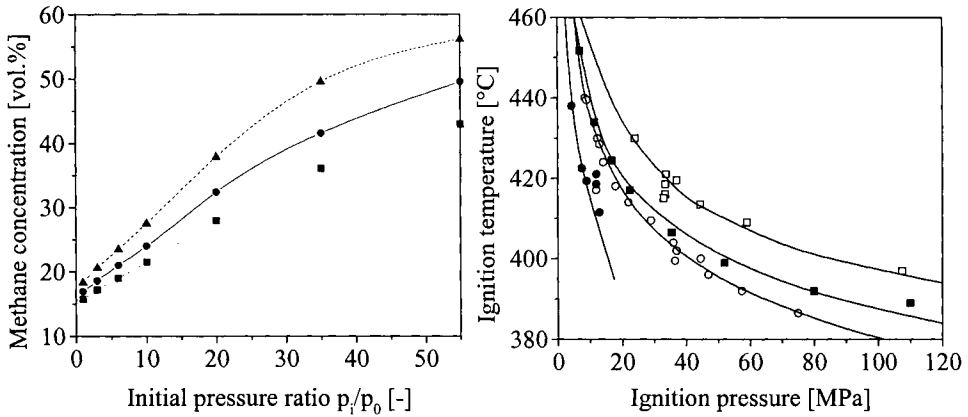 Methane concentration [vol.%]
60
50
40
30
20
10
0 10 20 30 40 50
Initial pressure ratio pᵢ/p₀ [-]
Ignition temperature [°C]
440
420
400
380
0 20 40 60 80 100 120
Ignition pressure [MPa]